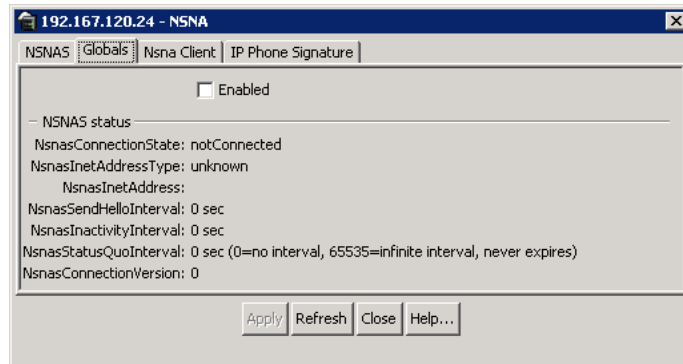 192.167.120.24 - NSNA
NSNAS Globals Nsna Client IP Phone Signature
Enabled
NSNAS status
NsnasConnectionState: notConnected
NsnasInetAddressType: unknown
NsnasInetAddress:
NsnasSendHelloInterval: 0 sec
NsnasInactivityInterval: 0 sec
NsnasStatusQuoInterval: 0 sec (0=no interval, 65535=infinite interval, never expires)
NsnasConnectionVersion: 0
Apply Refresh Close Help...